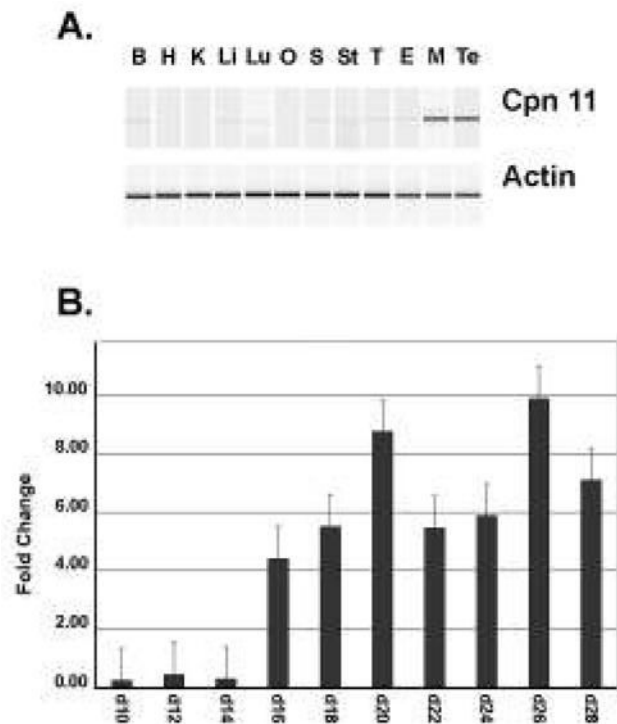 A.
B H K Li Lu O S St T E M Te
Cpn 11
Actin
B.
10.00
8.00
6.00
4.00
2.00
0.00
Fold Change
d10 d12 d14 d16 d18 d20 d22 d24 d26 d28